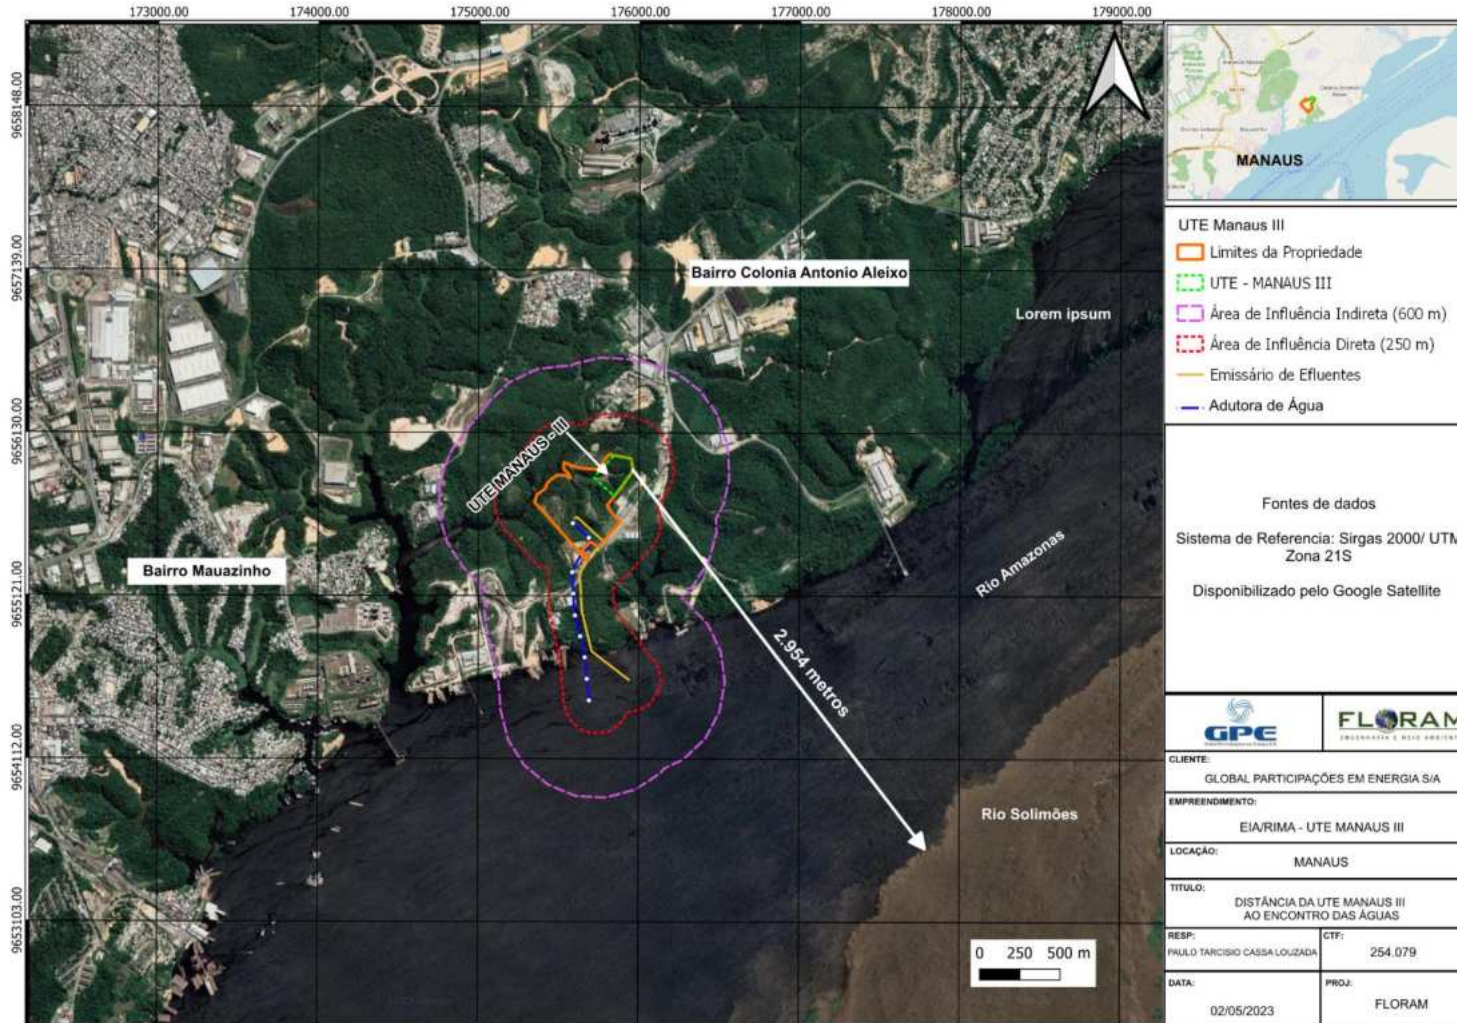 173000.00 174000.00 175000.00 176000.00 177000.00 178000.00 179000.00
9658148.00
9657139.00
9656130.00
9655121.00
9654112.00
9653103.00
Bairro Colonia Antonio Aleixo
Lorem ipsum
UTE MANAUS - III
Bairro Mauazinho
Rio Amazonas
2.954 metros
Rio Solimões
0 250 500 m
MANAUS
UTE Manaus III
Limites da Propriedade
UTE - MANAUS III
Área de Influência Indireta (600 m)
Área de Influência Direta (250 m)
Emissário de Efluentes
Adutora de Água
Fontes de dados
Sistema de Referencia: Sirgas 2000/ UTM
Zona 21S
Disponibilizado pelo Google Satellite
GPE
FLORAM
ENGENHARIA E MEIO AMBIENTE
CLIENTE:
GLOBAL PARTICIPAÇÕES EM ENERGIA S/A
EMPREENDIMENTO:
EIA/RIMA - UTE MANAUS III
LOCAÇÃO:
MANAUS
TITULO:
DISTÂNCIA DA UTE MANAUS III
AO ENCONTRO DAS ÁGUAS
RESP:
PAULO TARCISIO CASSA LOUZADA
CTF:
254.079
DATA:
02/05/2023
PROJ:
FLORAM